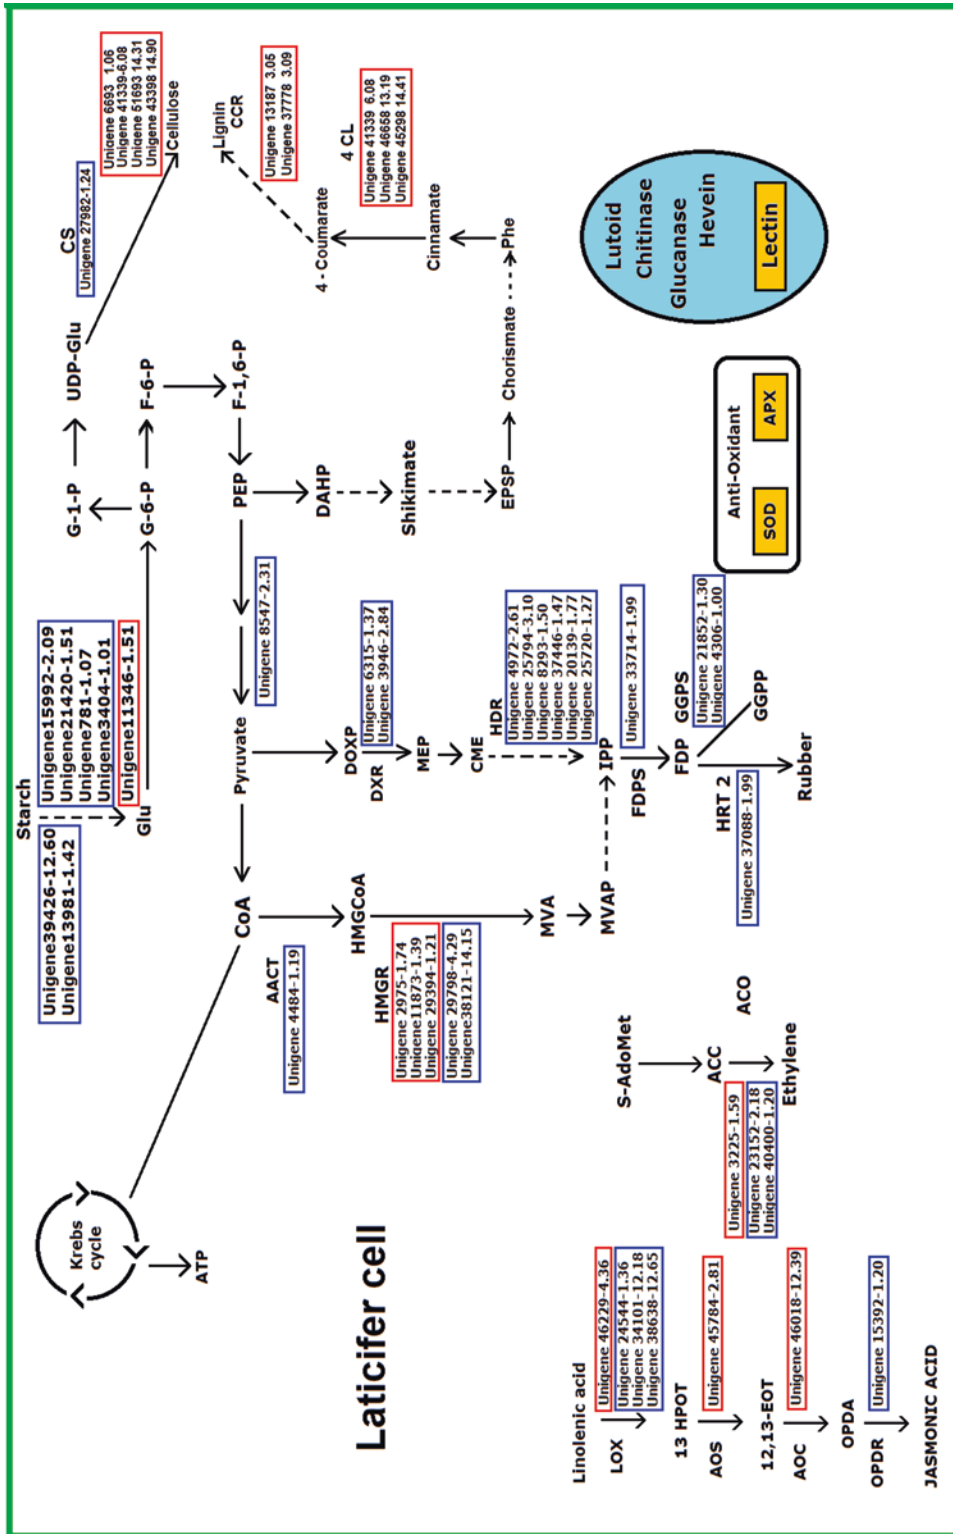 Krebs
cycle
ATP
Starch
Unigene39426-12.60
Unigene13981-1.42
Unigene15992-2.09
Unigene21420-1.51
Unigene781-1.07
Unigene3404-1.01
Unigene11346-1.51
Glu
G-1-P
G-6-P
UDP-Glu
F-6-P
F-1,6-P
CS
Unigene 27982-1.24
Unigene 6693 1.06
Unigene 41339-6.08
Unigene 51693 14.31
Unigene 43398 14.90
Cellulose
CoA
Pyruvate
PEP
Unigene 8547-2.31
AACT
Unigene 4484-1.19
HMGCoA
HMGR
Unigene 2975-1.74
Unigene11873-1.39
Unigene 29394-1.21
Unigene 29798-4.29
Unigene38121-14.15
MVA
MVAP
DOXP
DXR
Unigene 6315-1.37
Unigene 3946-2.84
MEP
CME
HDR
Unigene 4972-2.61
Unigene 25794-3.10
Unigene 8293-1.50
Unigene 37446-1.47
Unigene 20139-1.77
Unigene 25720-1.27
IPP
FDPS
Unigene 33714-1.99
FDP
GGPS
Unigene 21852-1.30
Unigene 4306-1.00
GGPP
HRT 2
Unigene 37088-1.99
Rubber
DAHP
Shikimate
EPSP
Chorismate
Phe
Cinnamate
4 - Coumarate
4 CL
Unigene 41339 6.08
Unigene 46658 13.19
Unigene 45298 14.41
Lignin
CCR
Unigene 13187 3.05
Unigene 37778 3.09
Laticifer cell
Linolenic acid
LOX
Unigene 46229-4.36
Unigene 24544-1.36
Unigene 34101-12.18
Unigene 38638-12.65
13 HPOT
AOS
Unigene 45784-2.81
12,13-EOT
AOC
Unigene 46018-12.39
OPDA
OPDR
Unigene 15392-1.20
JASMONIC ACID
S-AdoMet
ACC
ACO
Unigene 3225-1.59
Unigene 23152-2.18
Unigene 40400-1.20
Ethylene
Anti-Oxidant
SOD
APX
Lutoid
Chitinase
Glucanase
Hevein
Lectin